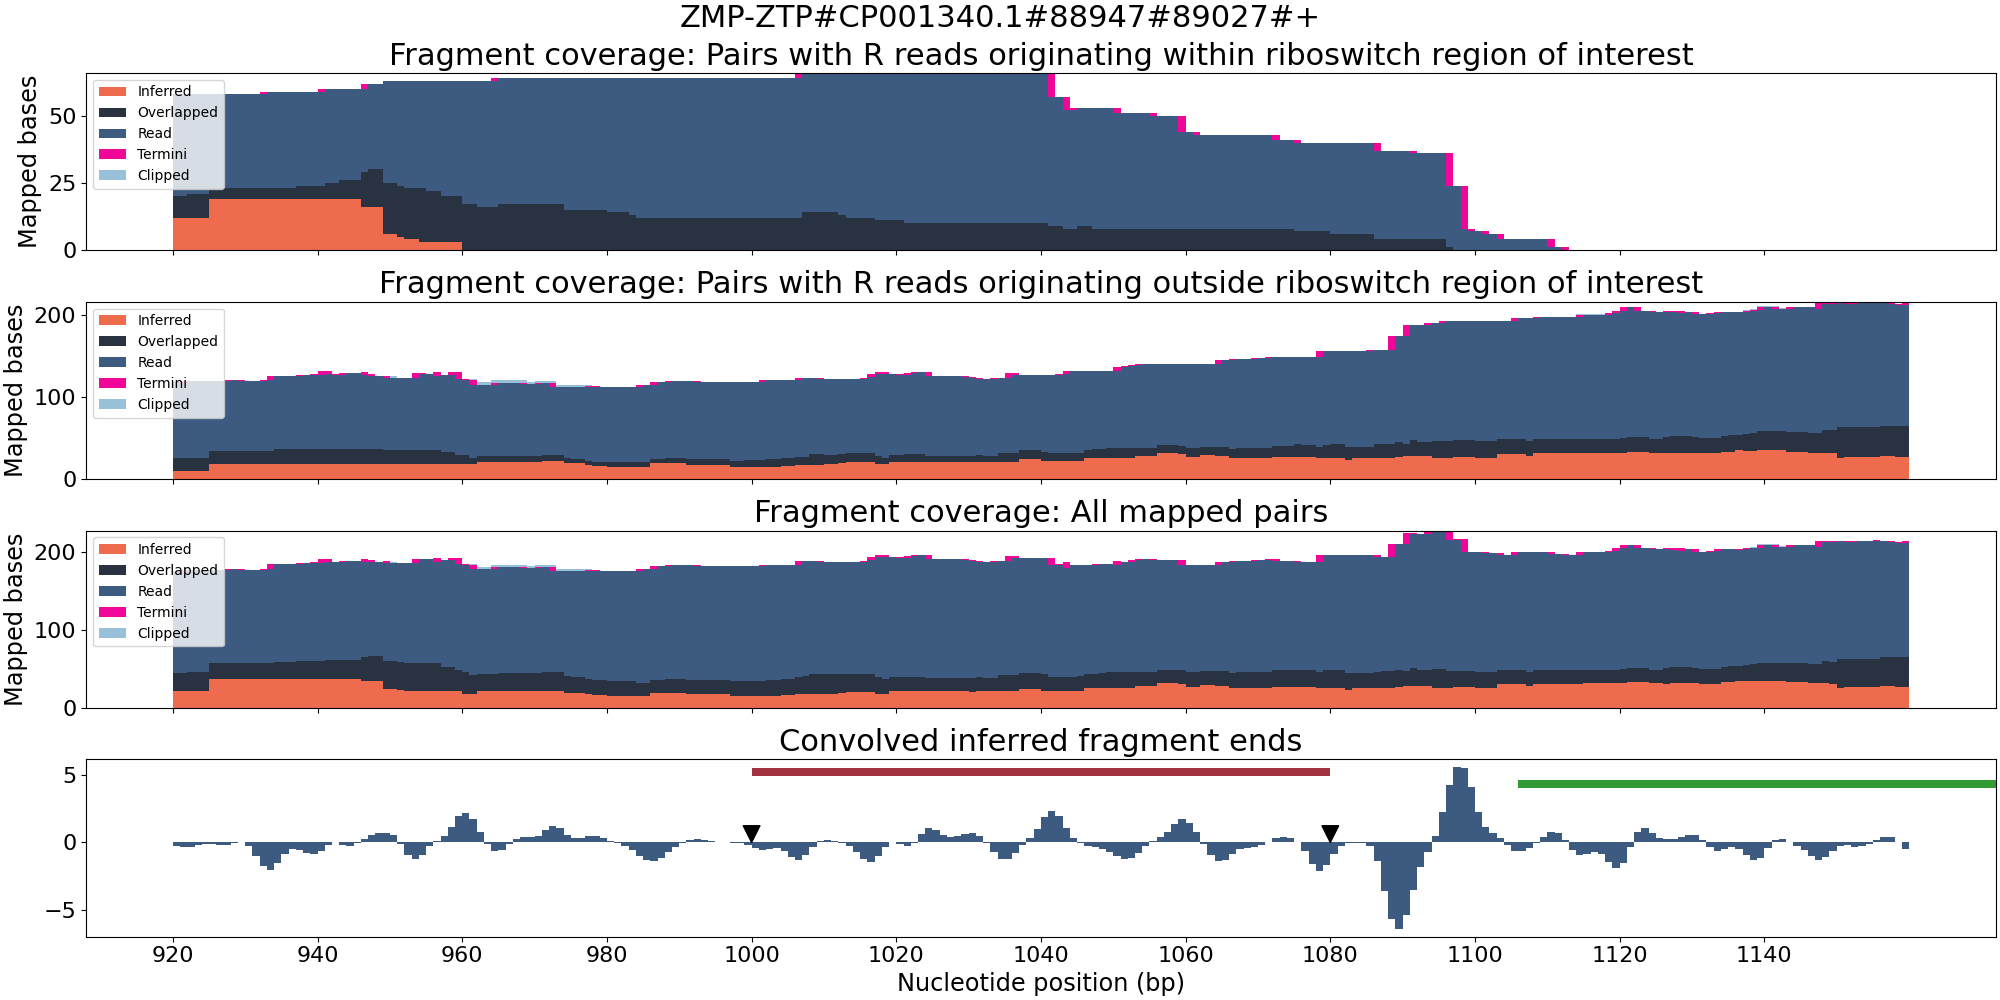 ZMP-ZTP#CP001340.1#88947#89027#+
Fragment coverage: Pairs with R reads originating within riboswitch region of interest
Mapped bases
50
25
0
Inferred
Overlapped
Read
Termini
Clipped
Fragment coverage: Pairs with R reads originating outside riboswitch region of interest
Mapped bases
200
100
0
Inferred
Overlapped
Read
Termini
Clipped
Fragment coverage: All mapped pairs
Mapped bases
200
100
0
Inferred
Overlapped
Read
Termini
Clipped
Convolved inferred fragment ends
5
0
−5
920 940 960 980 1000 1020 1040 1060 1080 1100 1120 1140
Nucleotide position (bp)